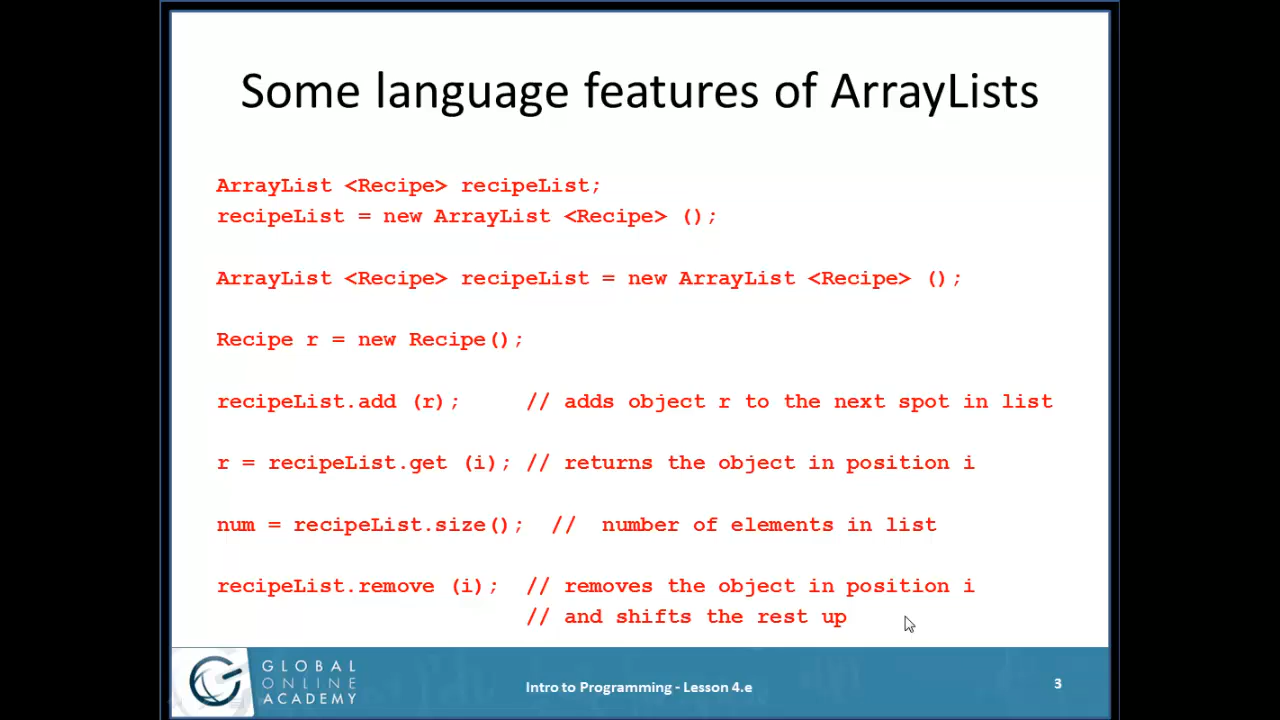 Some language features of ArrayLists
ArrayList <Recipe> recipeList;
recipeList = new ArrayList <Recipe> ();
ArrayList <Recipe> recipeList = new ArrayList <Recipe> ();
Recipe r = new Recipe();
recipeList.add (r);     // adds object r to the next spot in list
r = recipeList.get (i); // returns the object in position i
num = recipeList.size();  //  number of elements in list
recipeList.remove (i);  // removes the object in position i
// and shifts the rest up
GLOBAL
ONLINE
ACADEMY
Intro to Programming - Lesson 4.e
3